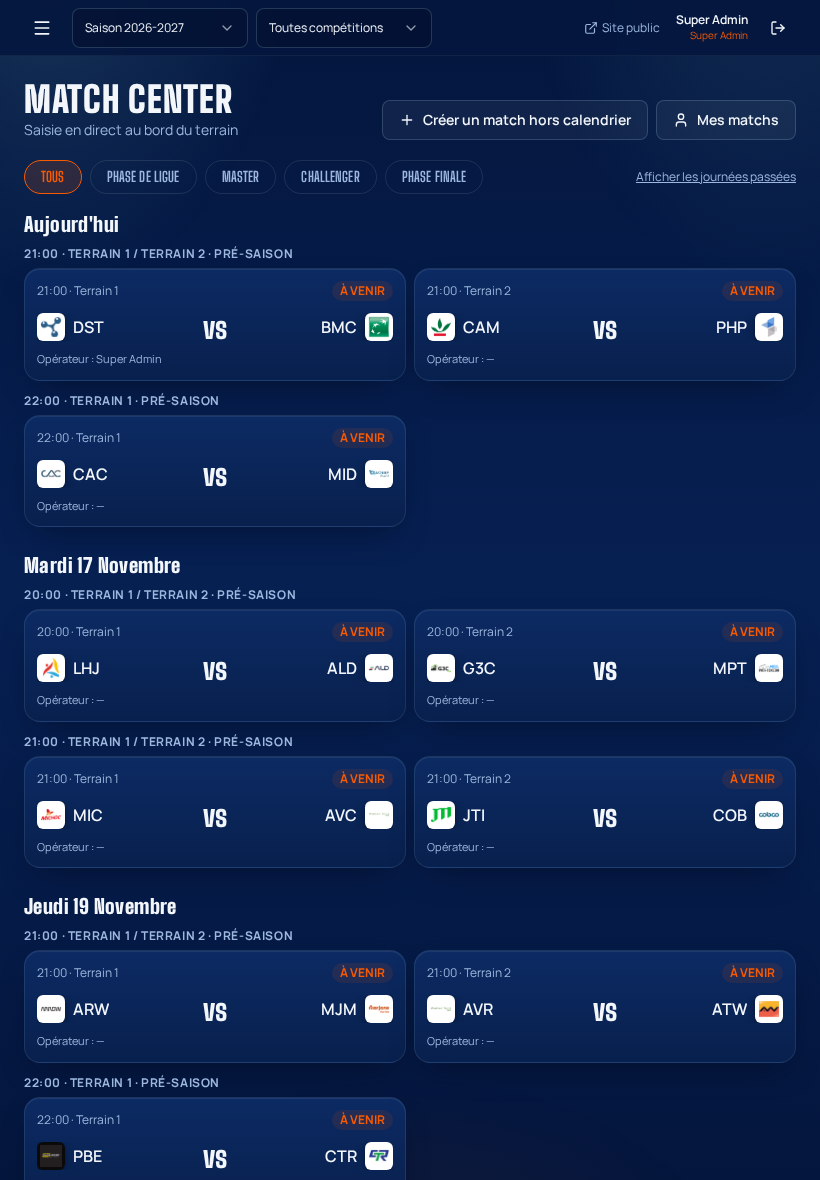 Saison 2026-2027
Toutes compétitions
Site public
Super Admin
Super Admin
MATCH CENTER
Saisie en direct au bord du terrain
Créer un match hors calendrier
Mes matchs
TOUS
PHASE DE LIGUE
MASTER
CHALLENGER
PHASE FINALE
Afficher les journées passées
Aujourd'hui
21:00 · TERRAIN 1 / TERRAIN 2 · PRÉ-SAISON
21:00 · Terrain 1
À VENIR
DST
VS
BMC
Opérateur : Super Admin
21:00 · Terrain 2
À VENIR
CAM
VS
PHP
Opérateur : —
22:00 · TERRAIN 1 · PRÉ-SAISON
22:00 · Terrain 1
À VENIR
CAC
CAC
VS
MID
Opérateur : —
Mardi 17 Novembre
20:00 · TERRAIN 1 / TERRAIN 2 · PRÉ-SAISON
20:00 · Terrain 1
À VENIR
LHJ
VS
ALD
ALD
Opérateur : —
20:00 · Terrain 2
À VENIR
G3C
G3C
VS
MPT
Opérateur : —
21:00 · TERRAIN 1 / TERRAIN 2 · PRÉ-SAISON
21:00 · Terrain 1
À VENIR
MIC
VS
AVC
Opérateur : —
21:00 · Terrain 2
À VENIR
JTI
JTI
VS
COB
Opérateur : —
Jeudi 19 Novembre
21:00 · TERRAIN 1 / TERRAIN 2 · PRÉ-SAISON
21:00 · Terrain 1
À VENIR
ARW
VS
MJM
Opérateur : —
21:00 · Terrain 2
À VENIR
AVR
VS
ATW
Opérateur : —
22:00 · TERRAIN 1 · PRÉ-SAISON
22:00 · Terrain 1
À VENIR
PBE
VS
CTR